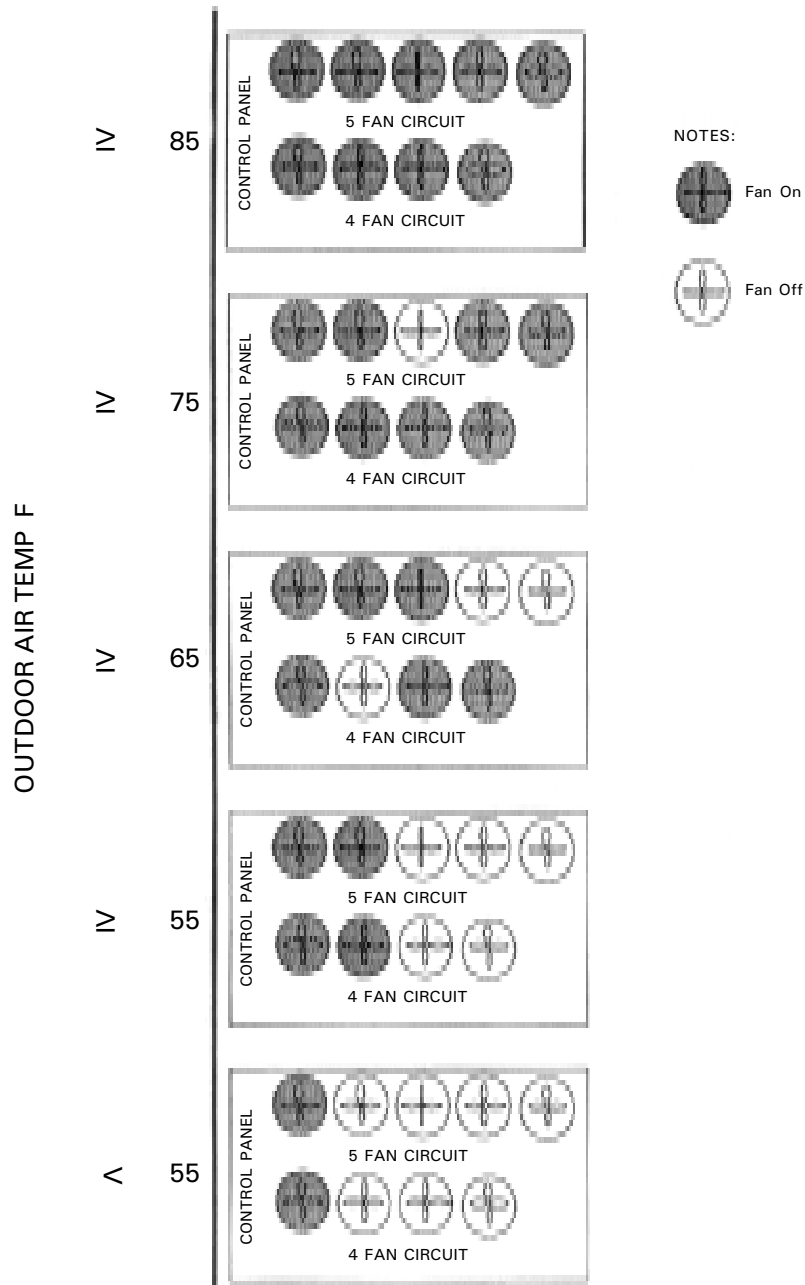 OUTDOOR AIR TEMP F
≥ 85
CONTROL PANEL
5 FAN CIRCUIT
4 FAN CIRCUIT
NOTES:
Fan On
Fan Off
≥ 75
CONTROL PANEL
5 FAN CIRCUIT
4 FAN CIRCUIT
≥ 65
CONTROL PANEL
5 FAN CIRCUIT
4 FAN CIRCUIT
≥ 55
CONTROL PANEL
5 FAN CIRCUIT
4 FAN CIRCUIT
< 55
CONTROL PANEL
5 FAN CIRCUIT
4 FAN CIRCUIT